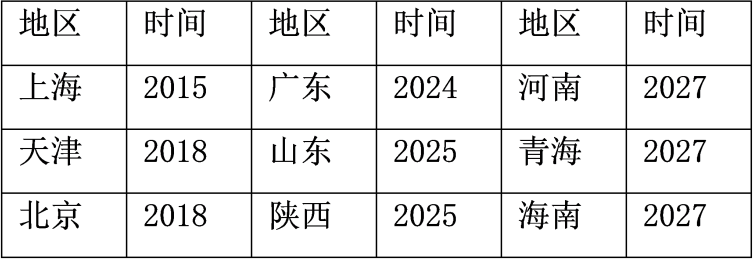 地区 时间 地区 时间 地区 时间
上海 2015 广东 2024 河南 2027
天津 2018 山东 2025 青海 2027
北京 2018 陕西 2025 海南 2027